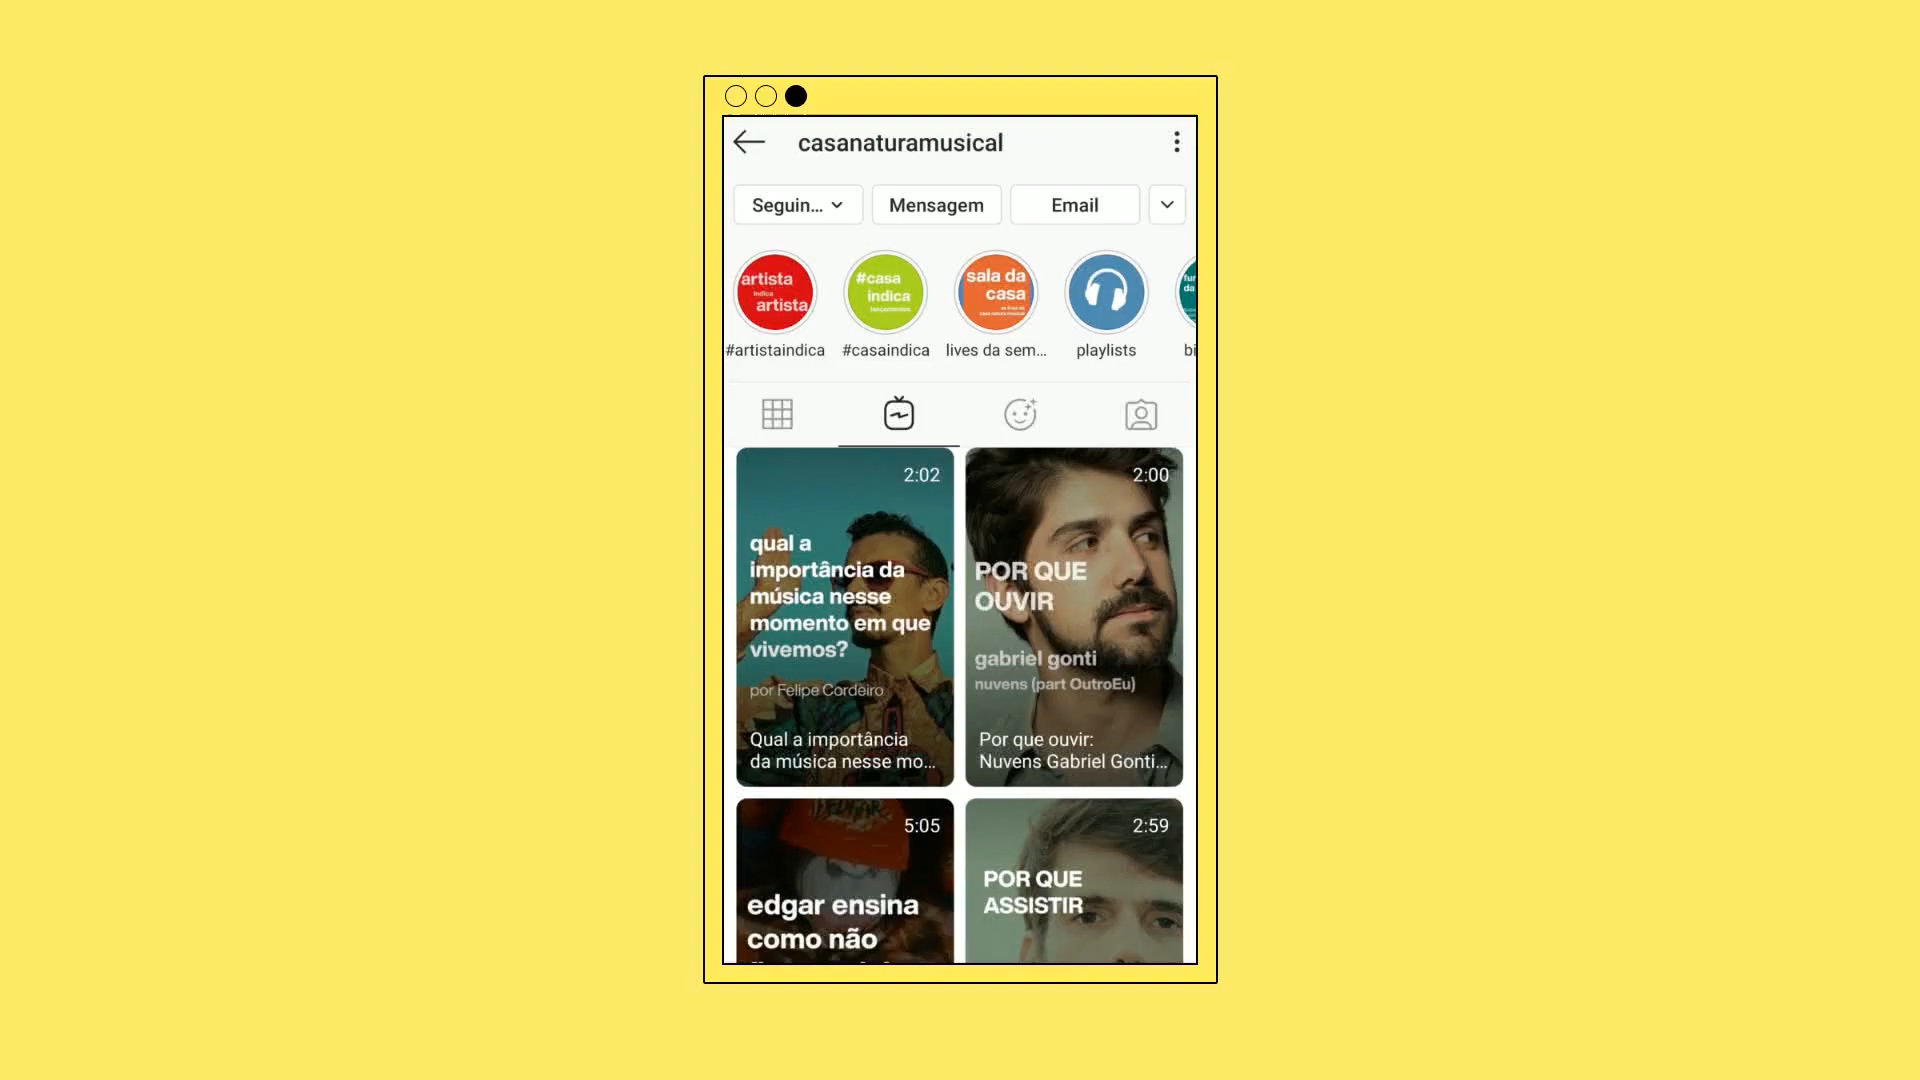 casanaturamusical
Seguin...
Mensagem
Email
artista
indica
artista
#casa
indica
lançamentos
sala da
casa
#artistaindica
#casaindica
lives da sem...
playlists
bi
2:02
qual a
importância da
música nesse
momento em que
vivemos?
por Felipe Cordeiro
Qual a importância
da música nesse mo...
2:00
POR QUE
OUVIR
gabriel gonti
nuvens (part OutroEu)
Por que ouvir:
Nuvens Gabriel Gonti...
5:05
edgar ensina
como não
2:59
POR QUE
ASSISTIR